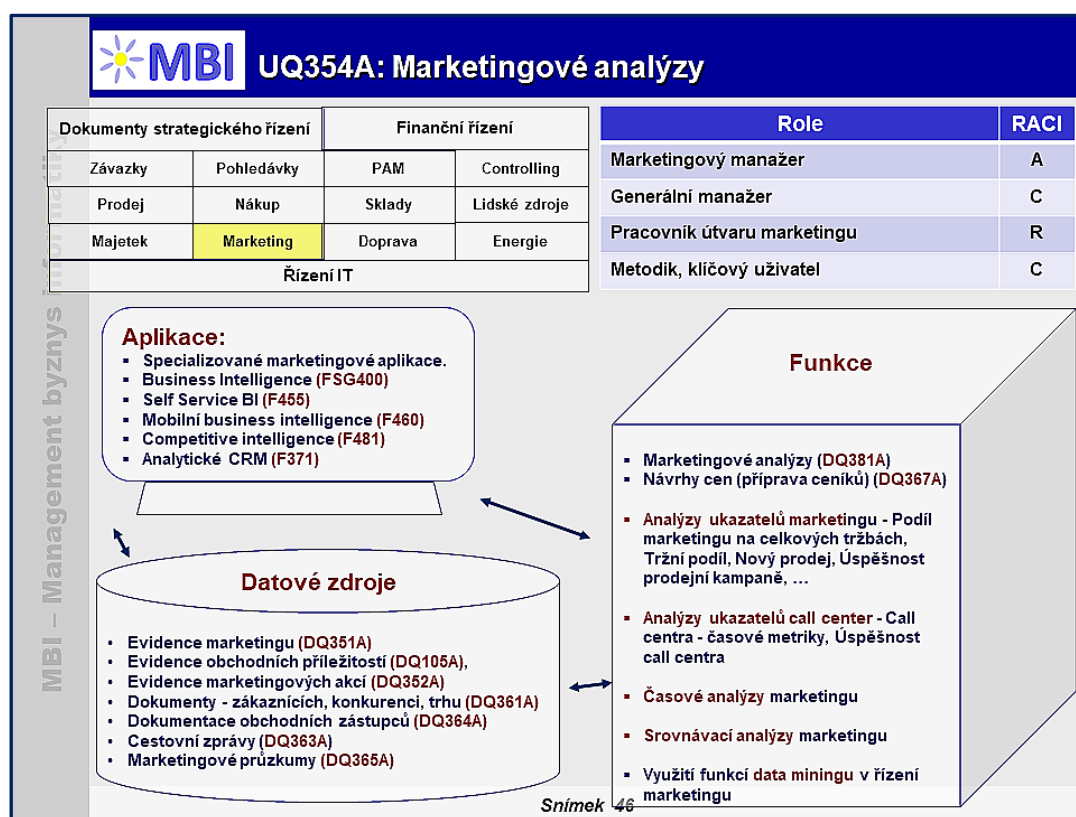 MBI UQ354A: Marketingové analýzy
Dokumenty strategického řízení Finanční řízení
Závazky Pohledávky PAM Controlling
Prodej Nákup Sklady Lidské zdroje
Majetek Marketing Doprava Energie
Řízení IT
Role RACI
Marketingový manažer A
Generální manažer C
Pracovník útvaru marketingu R
Metodik, klíčový uživatel C
MBI – Management byznys informatiky
Aplikace:
▪ Specializované marketingové aplikace.
▪ Business Intelligence (FSG400)
▪ Self Service BI (F455)
▪ Mobilní business intelligence (F460)
▪ Competitive intelligence (F481)
▪ Analytické CRM (F371)
Datové zdroje
• Evidence marketingu (DQ351A)
• Evidence obchodních příležitostí (DQ105A),
• Evidence marketingových akcí (DQ352A)
• Dokumenty - zákaznících, konkurenci, trhu (DQ361A)
• Dokumentace obchodních zástupců (DQ364A)
• Cestovní zprávy (DQ363A)
• Marketingové průzkumy (DQ365A)
Funkce
▪ Marketingové analýzy (DQ381A)
▪ Návrhy cen (příprava ceníků) (DQ367A)
▪ Analýzy ukazatelů marketingu - Podíl
marketingu na celkových tržbách,
Tržní podíl, Nový prodej, Úspěšnost
prodejní kampaně, …
▪ Analýzy ukazatelů call center - Call
centra - časové metriky, Úspěšnost
call centra
▪ Časové analýzy marketingu
▪ Srovnávací analýzy marketingu
▪ Využití funkcí data miningu v řízení
marketingu
Snímek 46